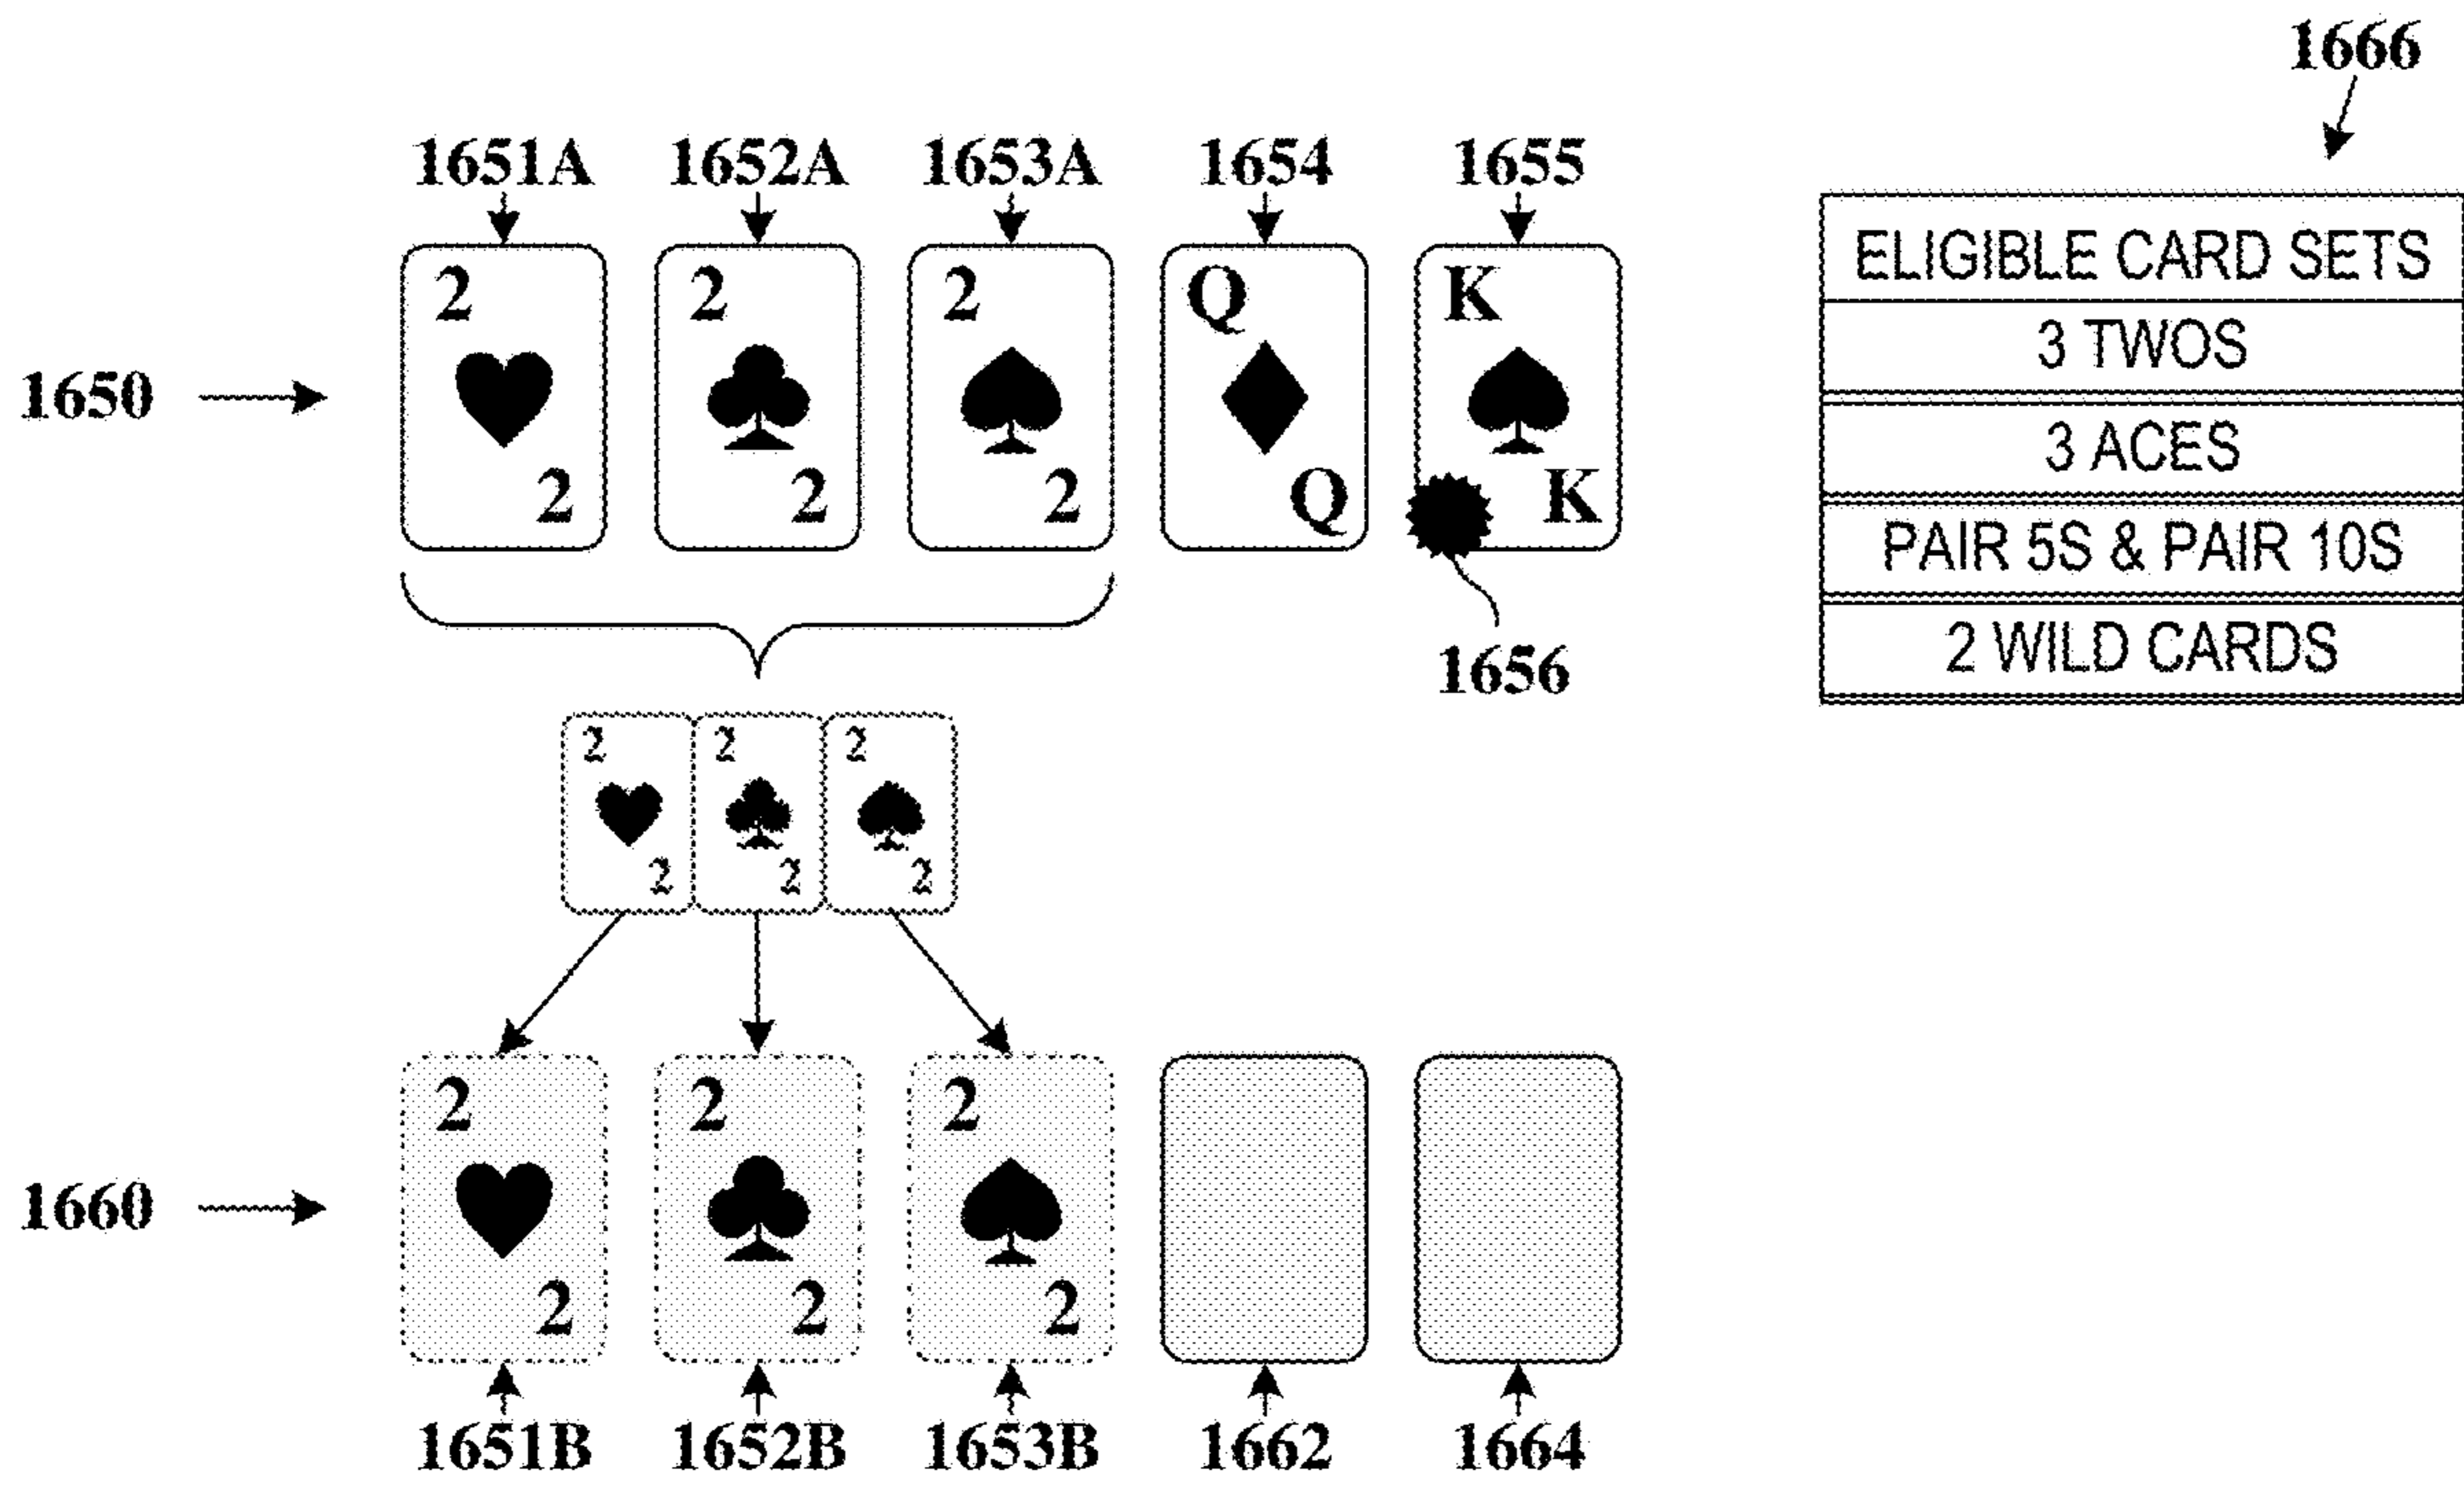 1666
1651A 1652A 1653A 1654 1655
ELIGIBLE CARD SETS
2 2 2 Q K
3 TWOS
1650
3 ACES
2 2 2 Q K
PAIR 5S & PAIR 10S
1656
2 WILD CARDS
2 2 2
2 2 2
2 2 2
1660
2 2 2
1651B 1652B 1653B 1662 1664